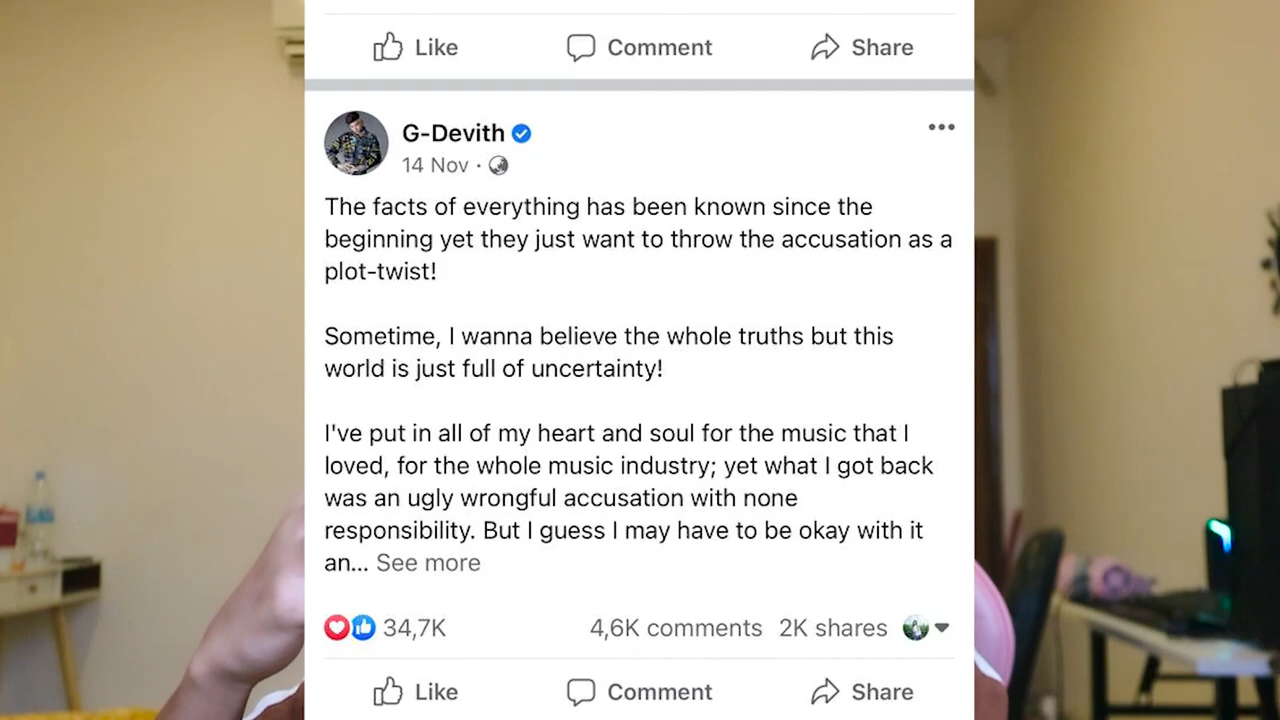 Like Comment Share
G-Devith
14 Nov ·
The facts of everything has been known since the
beginning yet they just want to throw the accusation as a
plot-twist!
Sometime, I wanna believe the whole truths but this
world is just full of uncertainty!
I've put in all of my heart and soul for the music that I
loved, for the whole music industry; yet what I got back
was an ugly wrongful accusation with none
responsibility. But I guess I may have to be okay with it
an... See more
34,7K 4,6K comments 2K shares
Like Comment Share